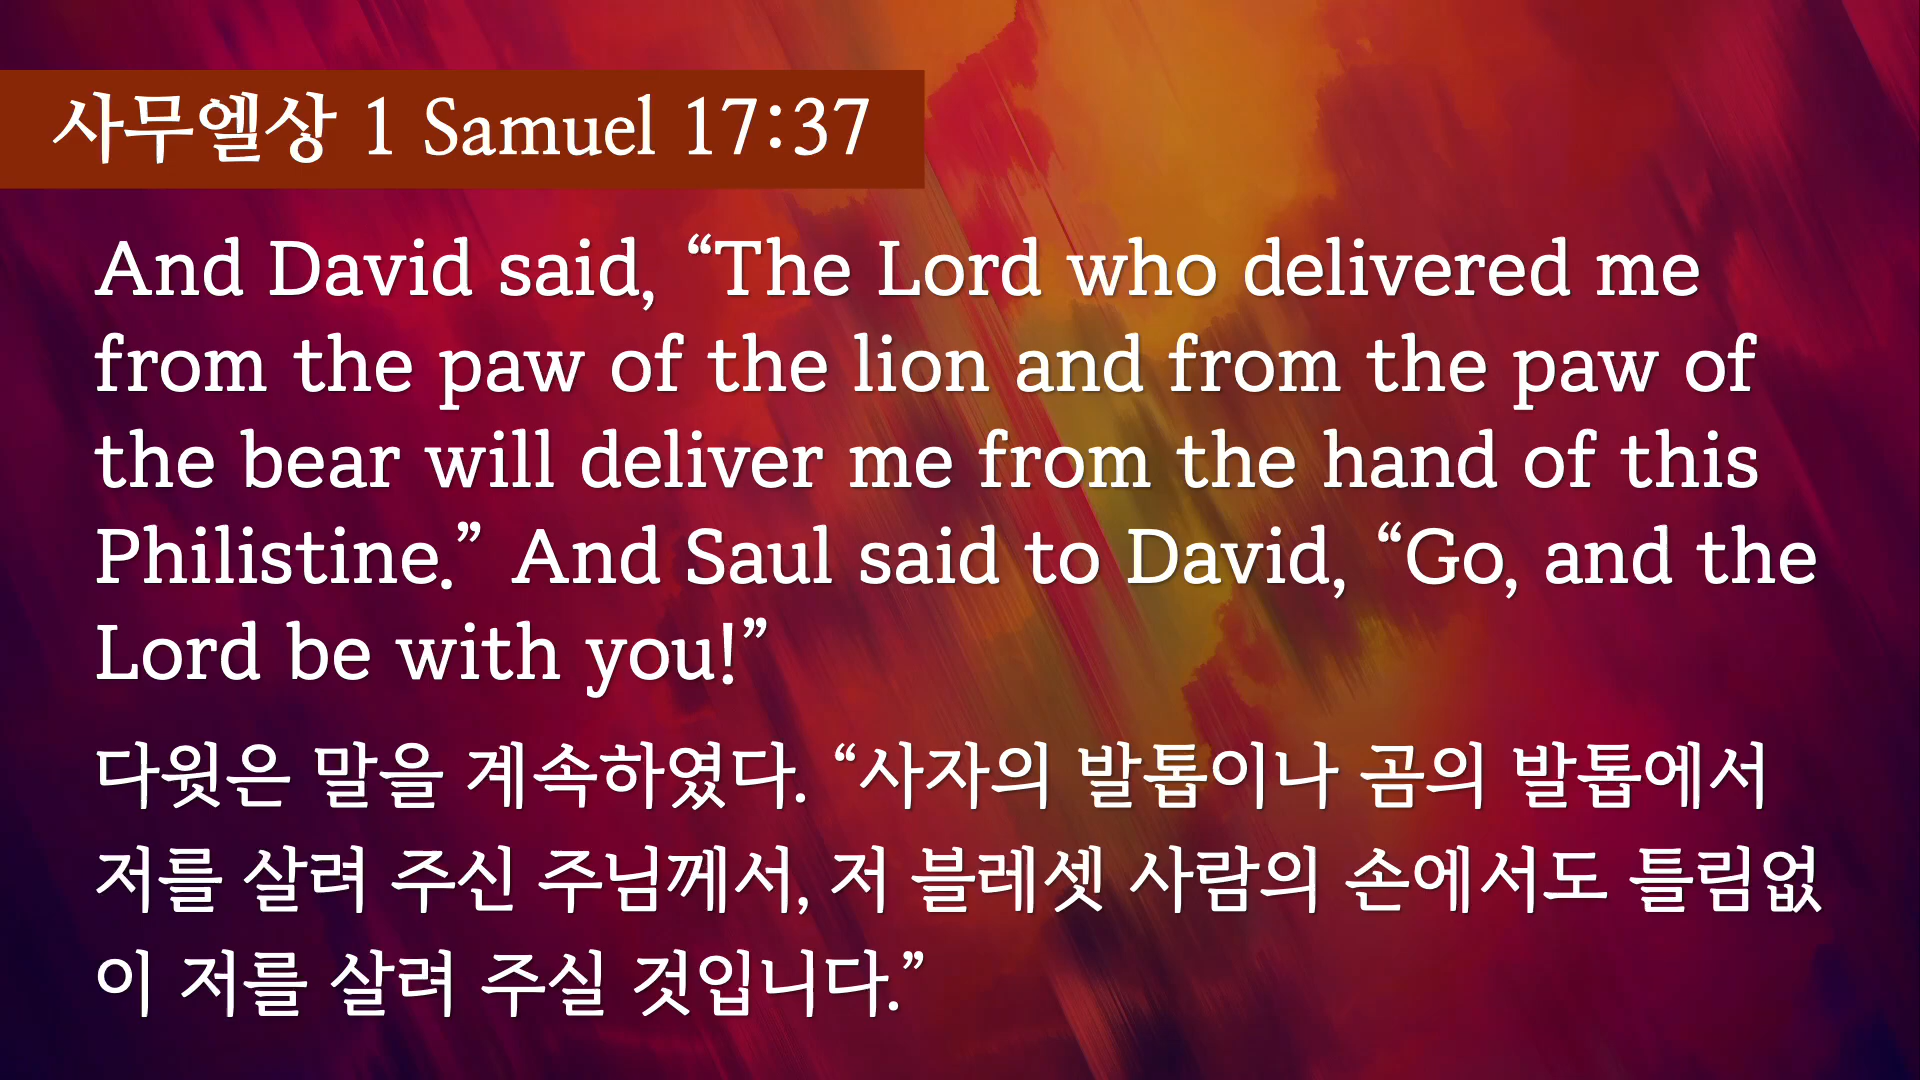 사무엘상 1 Samuel 17:37
And David said, “The Lord who delivered me
from the paw of the lion and from the paw of
the bear will deliver me from the hand of this
Philistine.” And Saul said to David, “Go, and the
Lord be with you!”
다윗은 말을 계속하였다. “사자의 발톱이나 곰의 발톱에서
저를 살려 주신 주님께서, 저 블레셋 사람의 손에서도 틀림없
이 저를 살려 주실 것입니다.”